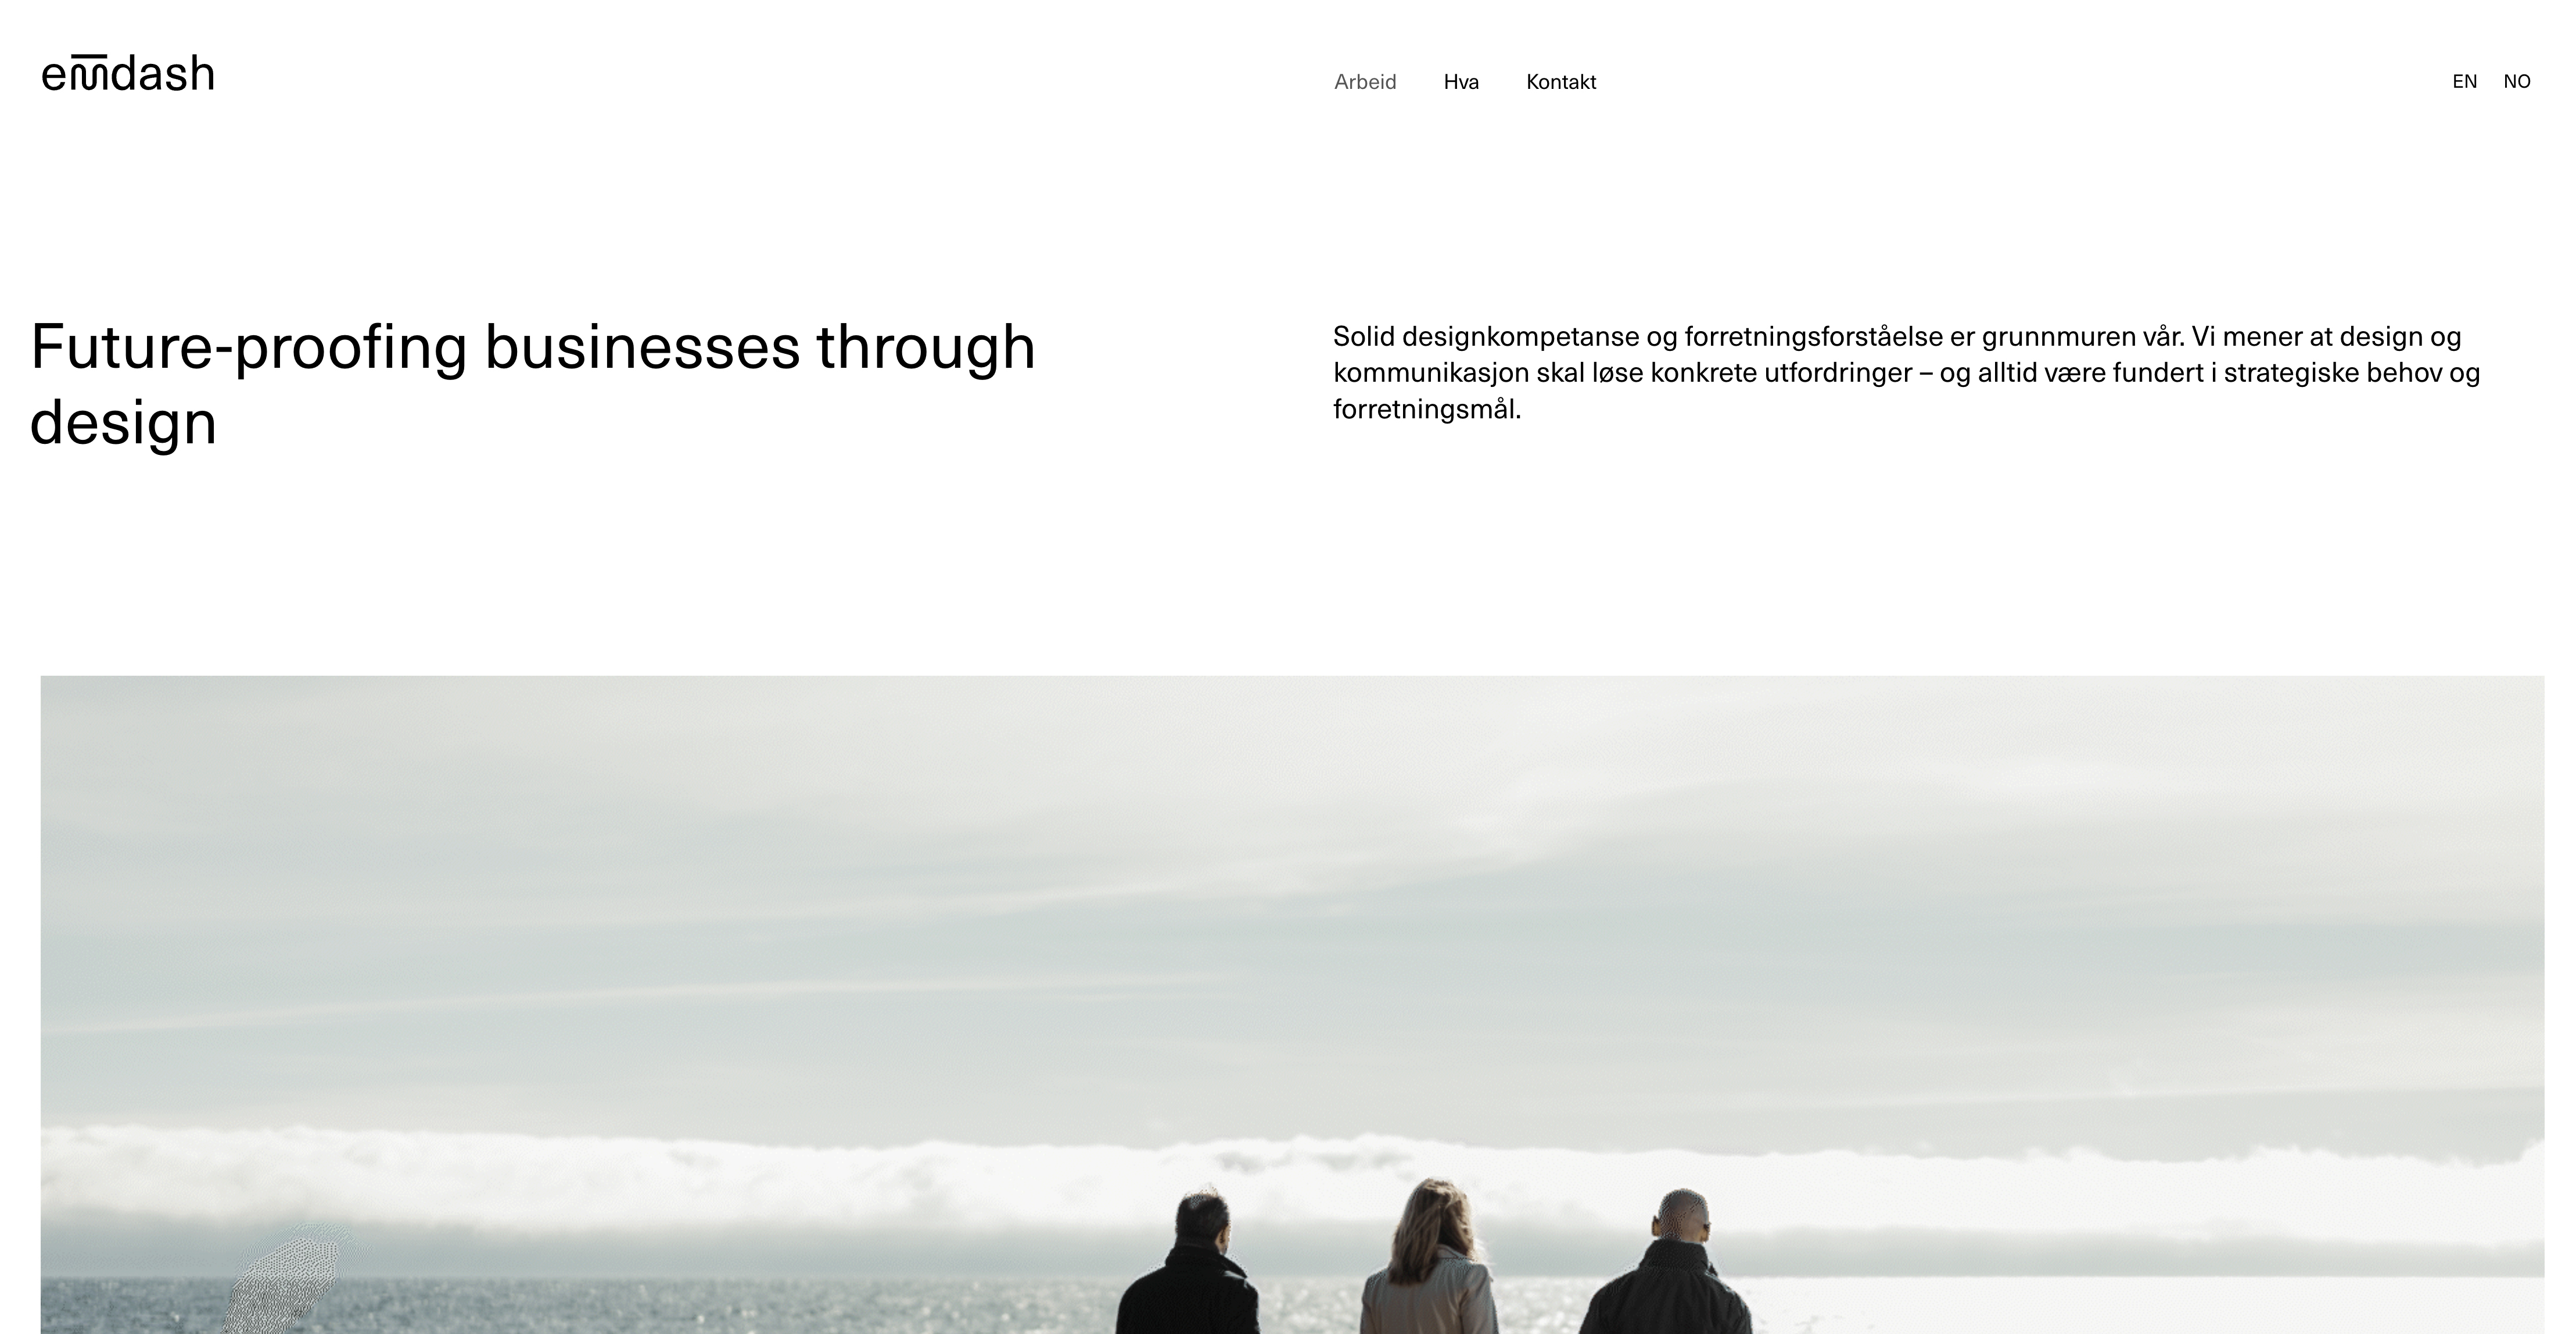 emdash
Arbeid Hva Kontakt
EN NO
Future-proofing businesses through
design
Solid designkompetanse og forretningsforståelse er grunnmuren vår. Vi mener at design og
kommunikasjon skal løse konkrete utfordringer – og alltid være fundert i strategiske behov og
forretningsmål.